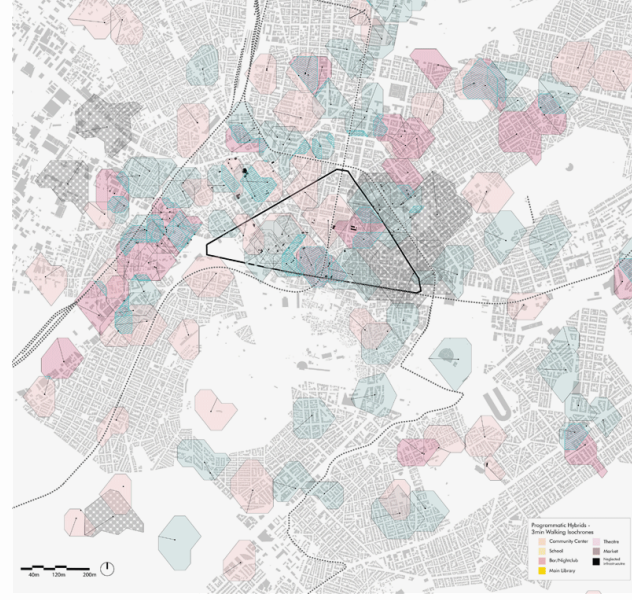 Programmatic Hybrids -
3min Walking Isochrones
Community Center
School
Bar/Nightclub
Main Library
Theatre
Market
Neglected
Infrastructure
40m 120m 200m